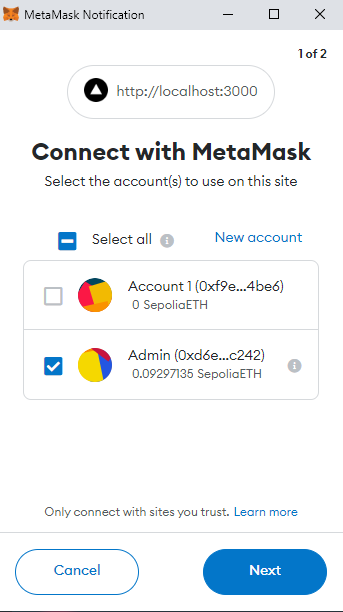 MetaMask Notification
1 of 2
http://localhost:3000
Connect with MetaMask
Select the account(s) to use on this site
Select all New account
Account 1 (0xf9e...4be6)
0 SepoliaETH
Admin (0xd6e...c242)
0.09297135 SepoliaETH
Only connect with sites you trust. Learn more
Cancel Next